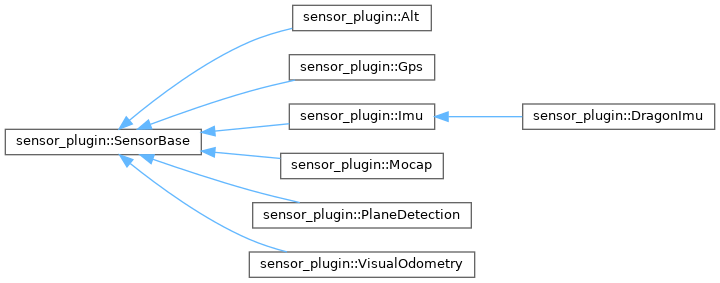 sensor_plugin::Alt
sensor_plugin::Gps
sensor_plugin::Imu
sensor_plugin::DragonImu
sensor_plugin::SensorBase
sensor_plugin::Mocap
sensor_plugin::PlaneDetection
sensor_plugin::VisualOdometry